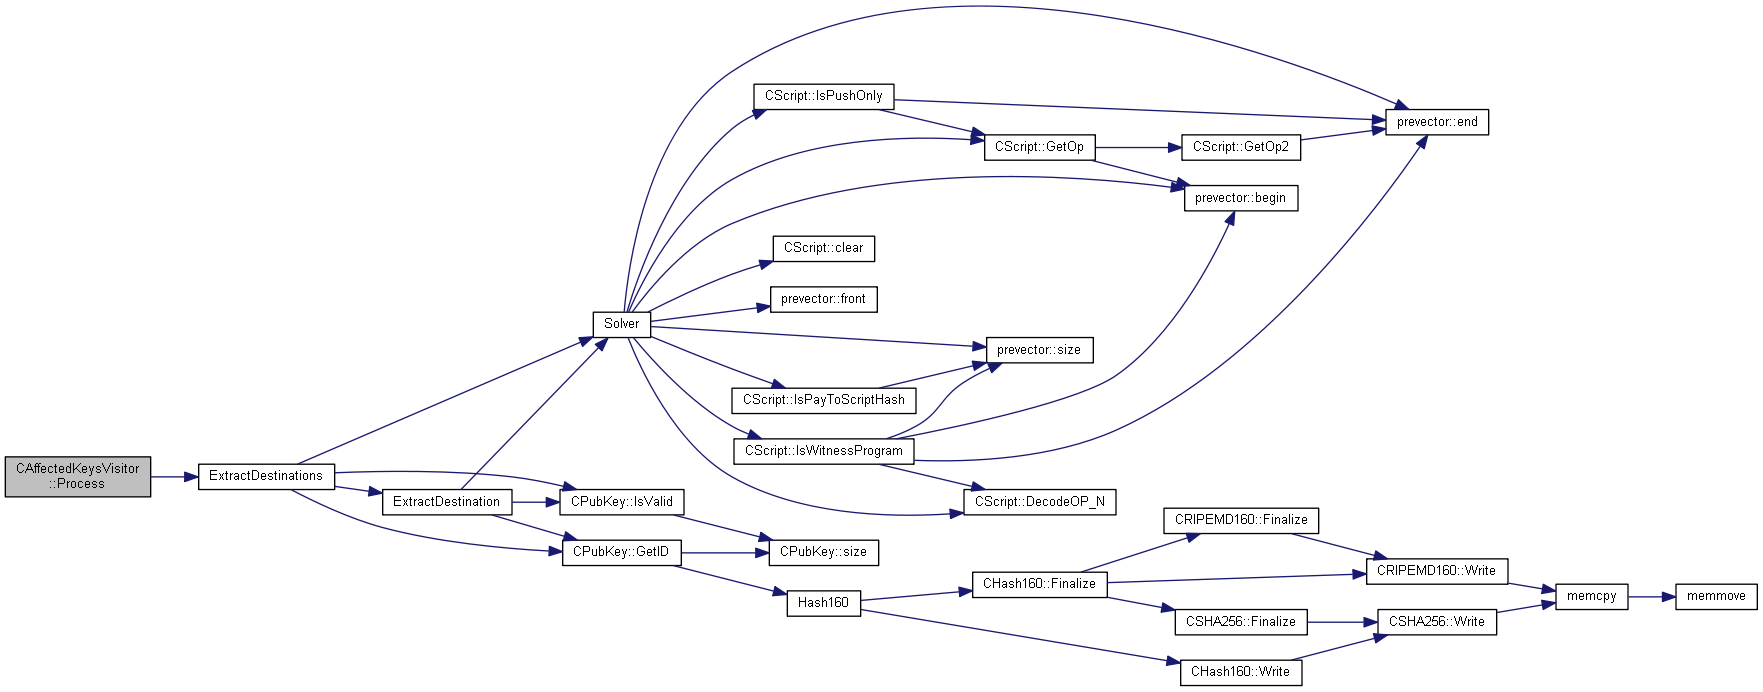 CScript::IsPushOnly
prevector::end
CScript::GetOp
CScript::GetOp2
prevector::begin
CScript::clear
prevector::front
Solver
prevector::size
CScript::IsPayToScriptHash
CScript::IsWitnessProgram
CAffectedKeysVisitor
::Process
ExtractDestinations
ExtractDestination
CPubKey::IsValid
CScript::DecodeOP_N
CRIPEMD160::Finalize
CPubKey::GetID
CPubKey::size
CRIPEMD160::Write
CHash160::Finalize
Hash160
memcpy
memmove
CSHA256::Finalize
CSHA256::Write
CHash160::Write